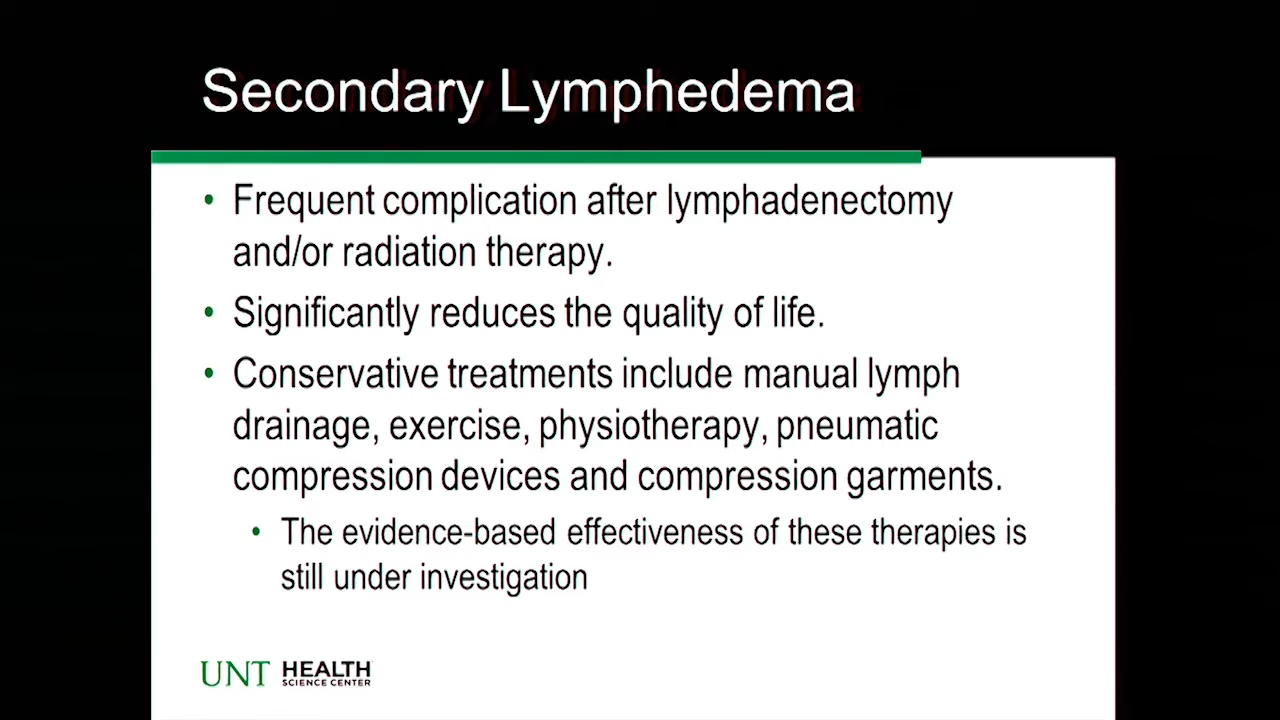 Secondary Lymphedema
• Frequent complication after lymphadenectomy
and/or radiation therapy.
• Significantly reduces the quality of life.
• Conservative treatments include manual lymph
drainage, exercise, physiotherapy, pneumatic
compression devices and compression garments.
• The evidence-based effectiveness of these therapies is
still under investigation
UNT HEALTH
SCIENCE CENTER